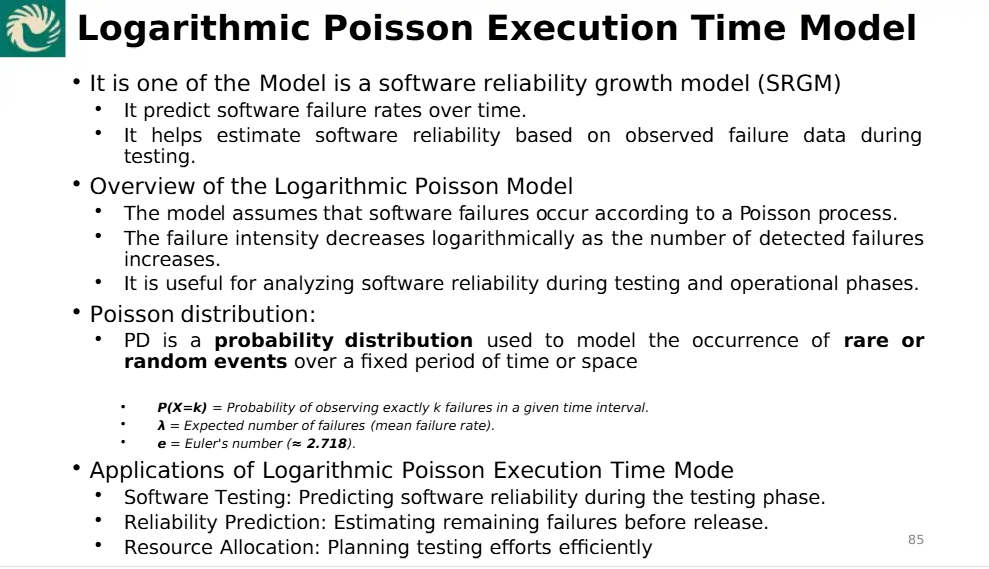 Logarithmic Poisson Execution Time Model
• It is one of the Model is a software reliability growth model (SRGM)
• It predict software failure rates over time.
• It helps estimate software reliability based on observed failure data during
testing.
• Overview of the Logarithmic Poisson Model
• The model assumes that software failures occur according to a Poisson process.
• The failure intensity decreases logarithmically as the number of detected failures
increases.
• It is useful for analyzing software reliability during testing and operational phases.
• Poisson distribution:
• PD is a probability distribution used to model the occurrence of rare or
random events over a fixed period of time or space
• P(X=k) = Probability of observing exactly k failures in a given time interval.
• λ = Expected number of failures (mean failure rate).
• e = Euler's number (≈ 2.718).
• Applications of Logarithmic Poisson Execution Time Mode
• Software Testing: Predicting software reliability during the testing phase.
• Reliability Prediction: Estimating remaining failures before release.
• Resource Allocation: Planning testing efforts efficiently
85